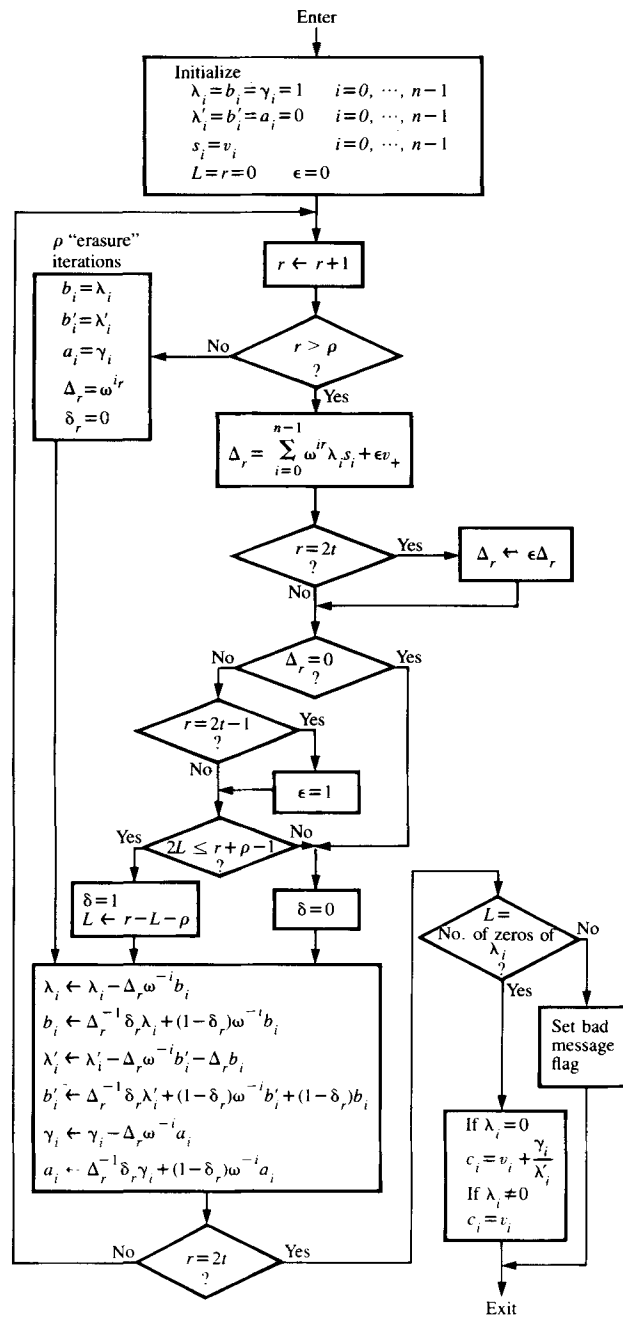 Enter
Initialize
λ_i = b_i = γ_i = 1 i = 0, ⋯, n−1
λ′_i = b′_i = a_i = 0 i = 0, ⋯, n−1
s_i = v_i i = 0, ⋯, n−1
L = r = 0 ϵ = 0
ρ “erasure”
iterations
b_i = λ_i
b′_i = λ′_i
a_i = γ_i
Δ_r = ω^{ir}
δ_r = 0
r ← r + 1
No
r > ρ
?
Yes
Δ_r = ∑_{i=0}^{n−1} ω^{ir} λ_i s_i + ϵv_+
r = 2t
?
Yes
Δ_r ← ϵΔ_r
No
No
Δ_r = 0
?
Yes
r = 2t − 1
?
Yes
No
ϵ = 1
Yes
2L ≤ r + ρ − 1
?
No
δ = 1
L ← r − L − ρ
δ = 0
λ_i ← λ_i − Δ_r ω^{−i} b_i
b_i ← Δ_r^{−1} δ_r λ_i + (1 − δ_r) ω^{−i} b_i
λ′_i ← λ′_i − Δ_r ω^{−i} b′_i − Δ_r b_i
b′_i ← Δ_r^{−1} δ_r λ′_i + (1 − δ_r) ω^{−i} b′_i + (1 − δ_r) b_i
γ_i ← γ_i − Δ_r ω^{−i} a_i
a_i ← Δ_r^{−1} δ_r γ_i + (1 − δ_r) ω^{−i} a_i
No
r = 2t
?
Yes
L =
No. of zeros of
λ_i
?
No
Yes
Set bad
message
flag
If λ_i = 0
c_i = v_i + γ_i/λ′_i
If λ_i ≠ 0
c_i = v_i
Exit